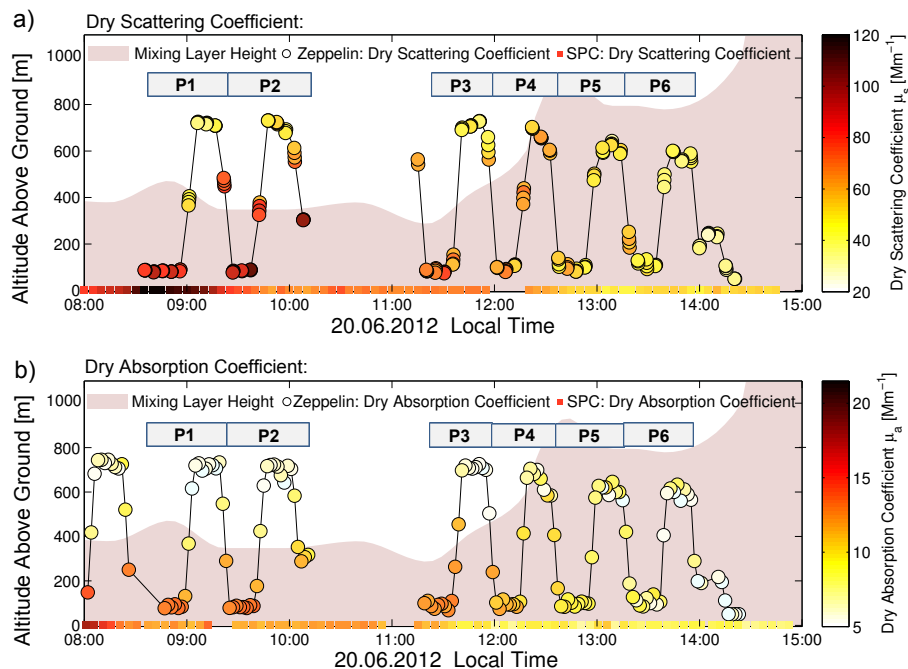 a)
Dry Scattering Coefficient:
Mixing Layer Height Zeppelin: Dry Scattering Coefficient SPC: Dry Scattering Coefficient
P1 P2 P3 P4 P5 P6
1000
800
600
400
200
0
Altitude Above Ground [m]
08:00 09:00 10:00 11:00 12:00 13:00 14:00 15:00
20.06.2012 Local Time
120
100
80
60
40
20
Dry Scattering Coefficient μs [Mm−1]
b)
Dry Absorption Coefficient:
Mixing Layer Height Zeppelin: Dry Absorption Coefficient SPC: Dry Absorption Coefficient
P1 P2 P3 P4 P5 P6
1000
800
600
400
200
0
Altitude Above Ground [m]
08:00 09:00 10:00 11:00 12:00 13:00 14:00 15:00
20.06.2012 Local Time
20
15
10
5
Dry Absorption Coefficient μa [Mm−1]